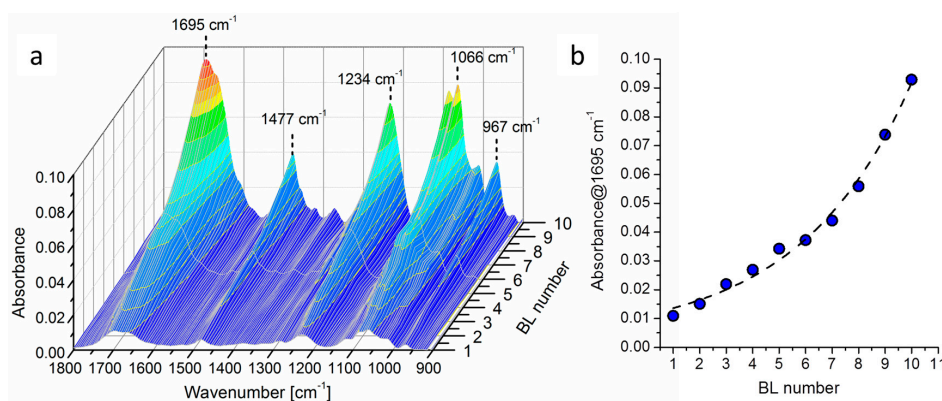 a
1695 cm-1
1477 cm-1
1234 cm-1
1066 cm-1
967 cm-1
0.10
0.08
0.06
0.04
0.02
0.00
Absorbance
1800 1700 1600 1500 1400 1300 1200 1100 1000 900
Wavenumber [cm-1]
10
9
8
7
6
5
4
3
2
1
BL number
b
0.10
0.09
0.08
0.07
0.06
0.05
0.04
0.03
0.02
0.01
0.00
Absorbance@1695 cm-1
1 2 3 4 5 6 7 8 9 10 11
BL number